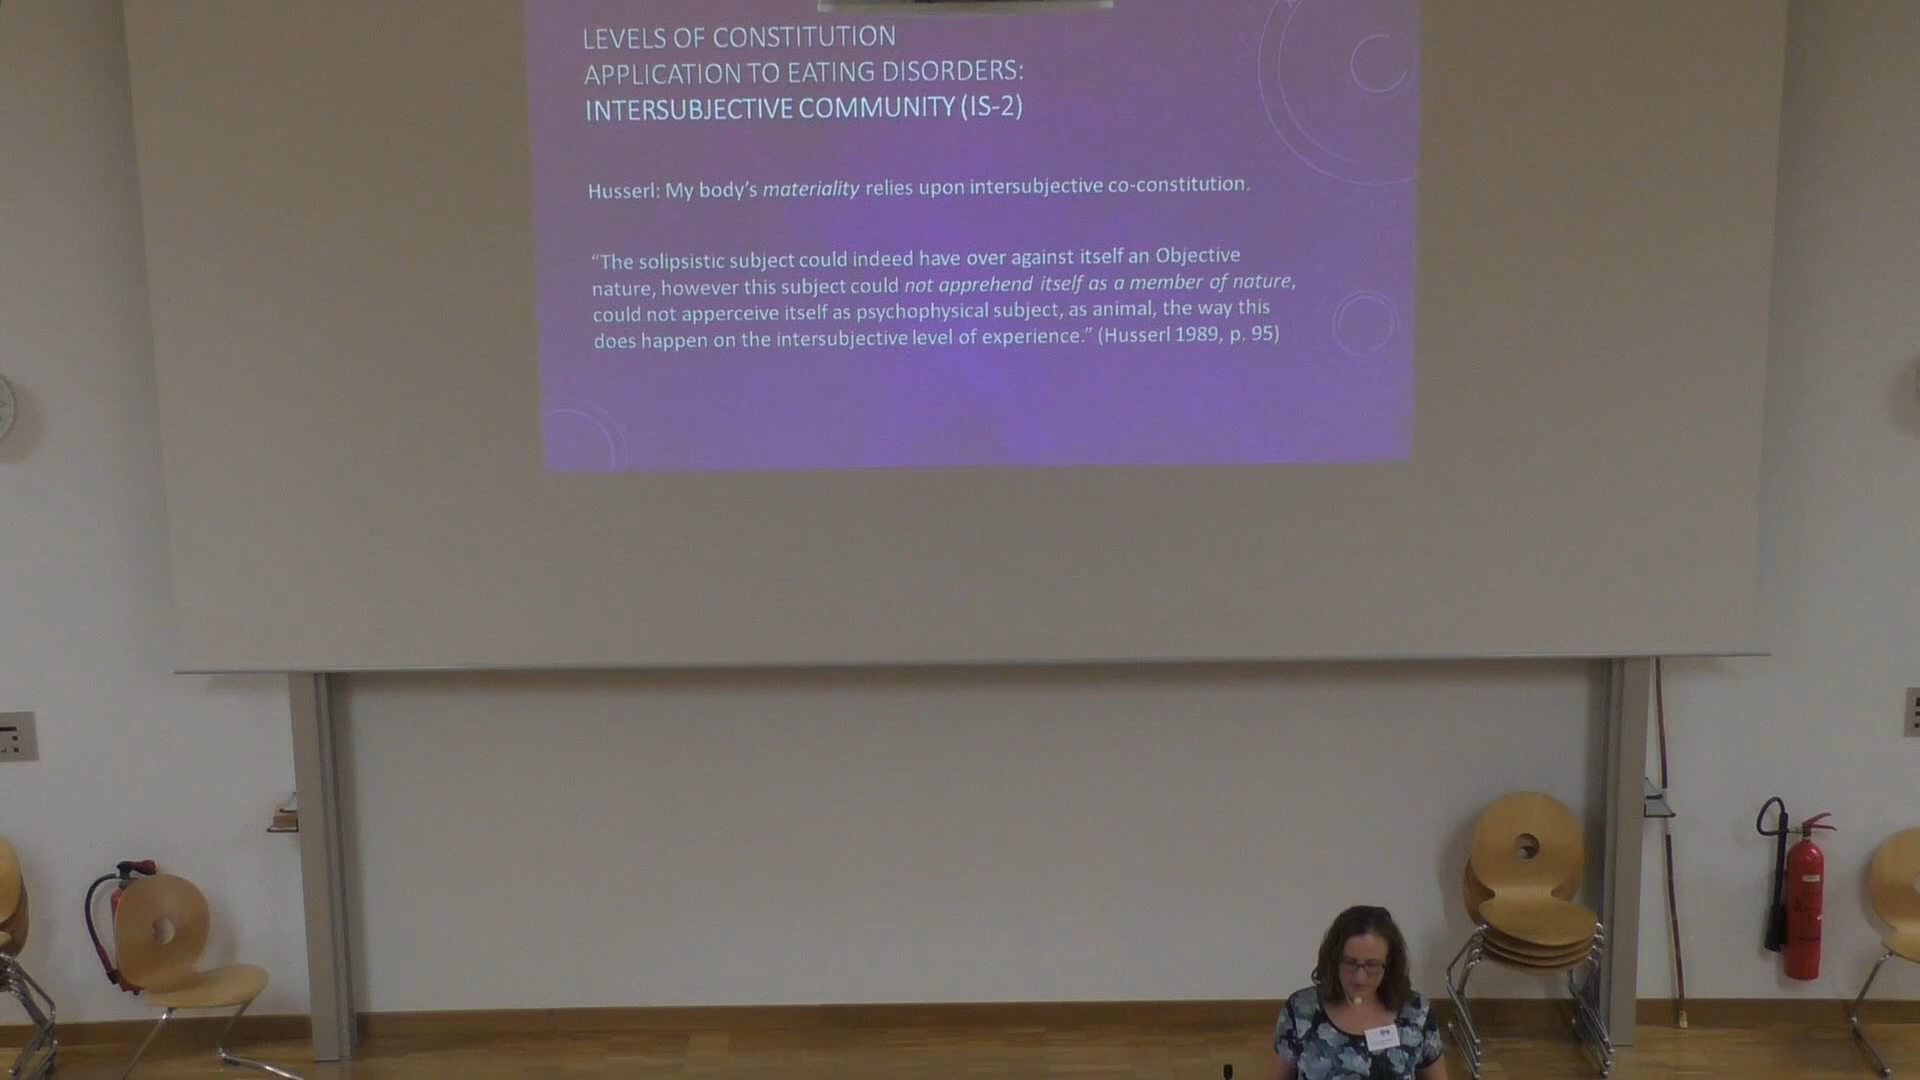 LEVELS OF CONSTITUTION
APPLICATION TO EATING DISORDERS:
INTERSUBJECTIVE COMMUNITY (IS-2)
Husserl: My body's materiality relies upon intersubjective co-constitution.
“The solipsistic subject could indeed have over against itself an Objective
nature, however this subject could not apprehend itself as a member of nature,
could not apperceive itself as psychophysical subject, as animal, the way this
does happen on the intersubjective level of experience.” (Husserl 1989, p. 95)